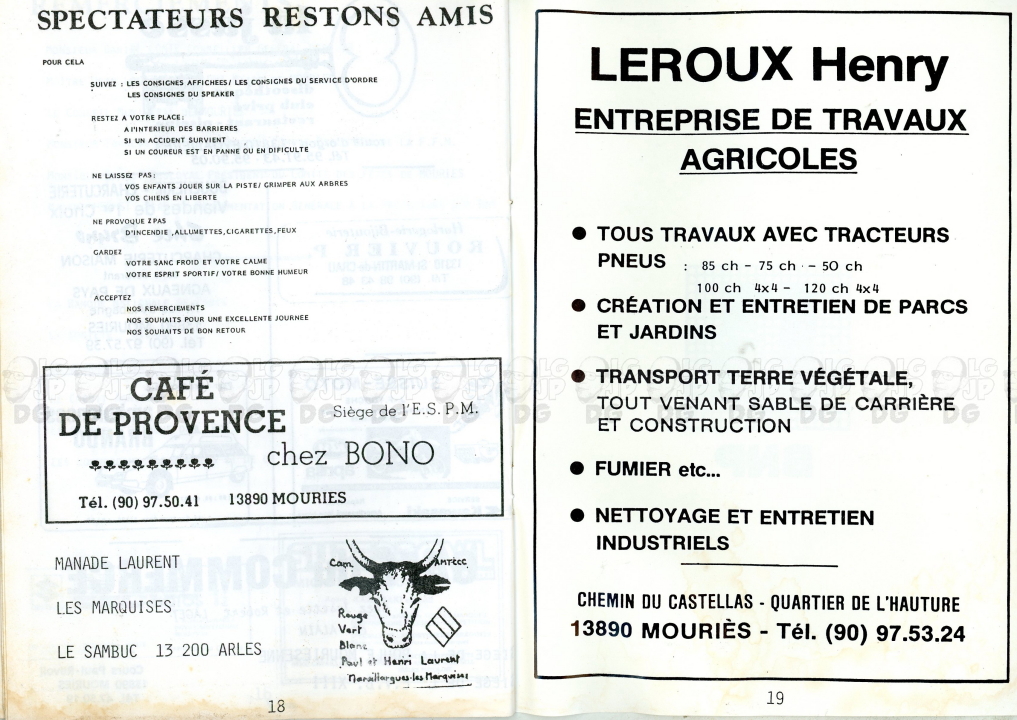 SPECTATEURS RESTONS AMIS
POUR CELA
SUIVEZ : LES CONSIGNES AFFICHEES/ LES CONSIGNES DU SERVICE D'ORDRE
LES CONSIGNES DU SPEAKER
RESTEZ A VOTRE PLACE:
A l'INTERIEUR DES BARRIERES
SI UN ACCIDENT SURVIENT
SI UN COUREUR EST EN PANNE OU EN DIFICULTE
NE LAISSEZ PAS:
VOS ENFANTS JOUER SUR LA PISTE/ GRIMPER AUX ARBRES
VOS CHIENS EN LIBERTE
NE PROVOQUE Z PAS
D'INCENDIE ,ALLUMETTES,CIGARETTES,FEUX
GARDEZ
VOTRE SANC FROID ET VOTRE CALME
VOTRE ESPRIT SPORTIF/ VOTRE BONNE HUMEUR
ACCEPTEZ
NOS REMERCIEMENTS
NOS SOUHAITS POUR UNE EXCELLENTE JOURNEE
NOS SOUHAITS DE BON RETOUR
CAFÉ
DE PROVENCE
Siège de l'E.S. P.M.
chez BONO
Tél. (90) 97.50.41 13890 MOURIES
MANADE LAURENT
LES MARQUISES
LE SAMBUC 13 200 ARLES
Rouge
Vert
Blanc
Paul et Henri Laurent
Marsillargues-les Marquises
18
LEROUX Henry
ENTREPRISE DE TRAVAUX
AGRICOLES
● TOUS TRAVAUX AVEC TRACTEURS
PNEUS : 85 ch - 75 ch - 50 ch
100 ch 4x4 - 120 ch 4x4
● CRÉATION ET ENTRETIEN DE PARCS
ET JARDINS
● TRANSPORT TERRE VÉGÉTALE,
TOUT VENANT SABLE DE CARRIÈRE
ET CONSTRUCTION
● FUMIER etc...
● NETTOYAGE ET ENTRETIEN
INDUSTRIELS
CHEMIN DU CASTELLAS - QUARTIER DE L'HAUTURE
13890 MOURIÈS - Tél. (90) 97.53.24
19